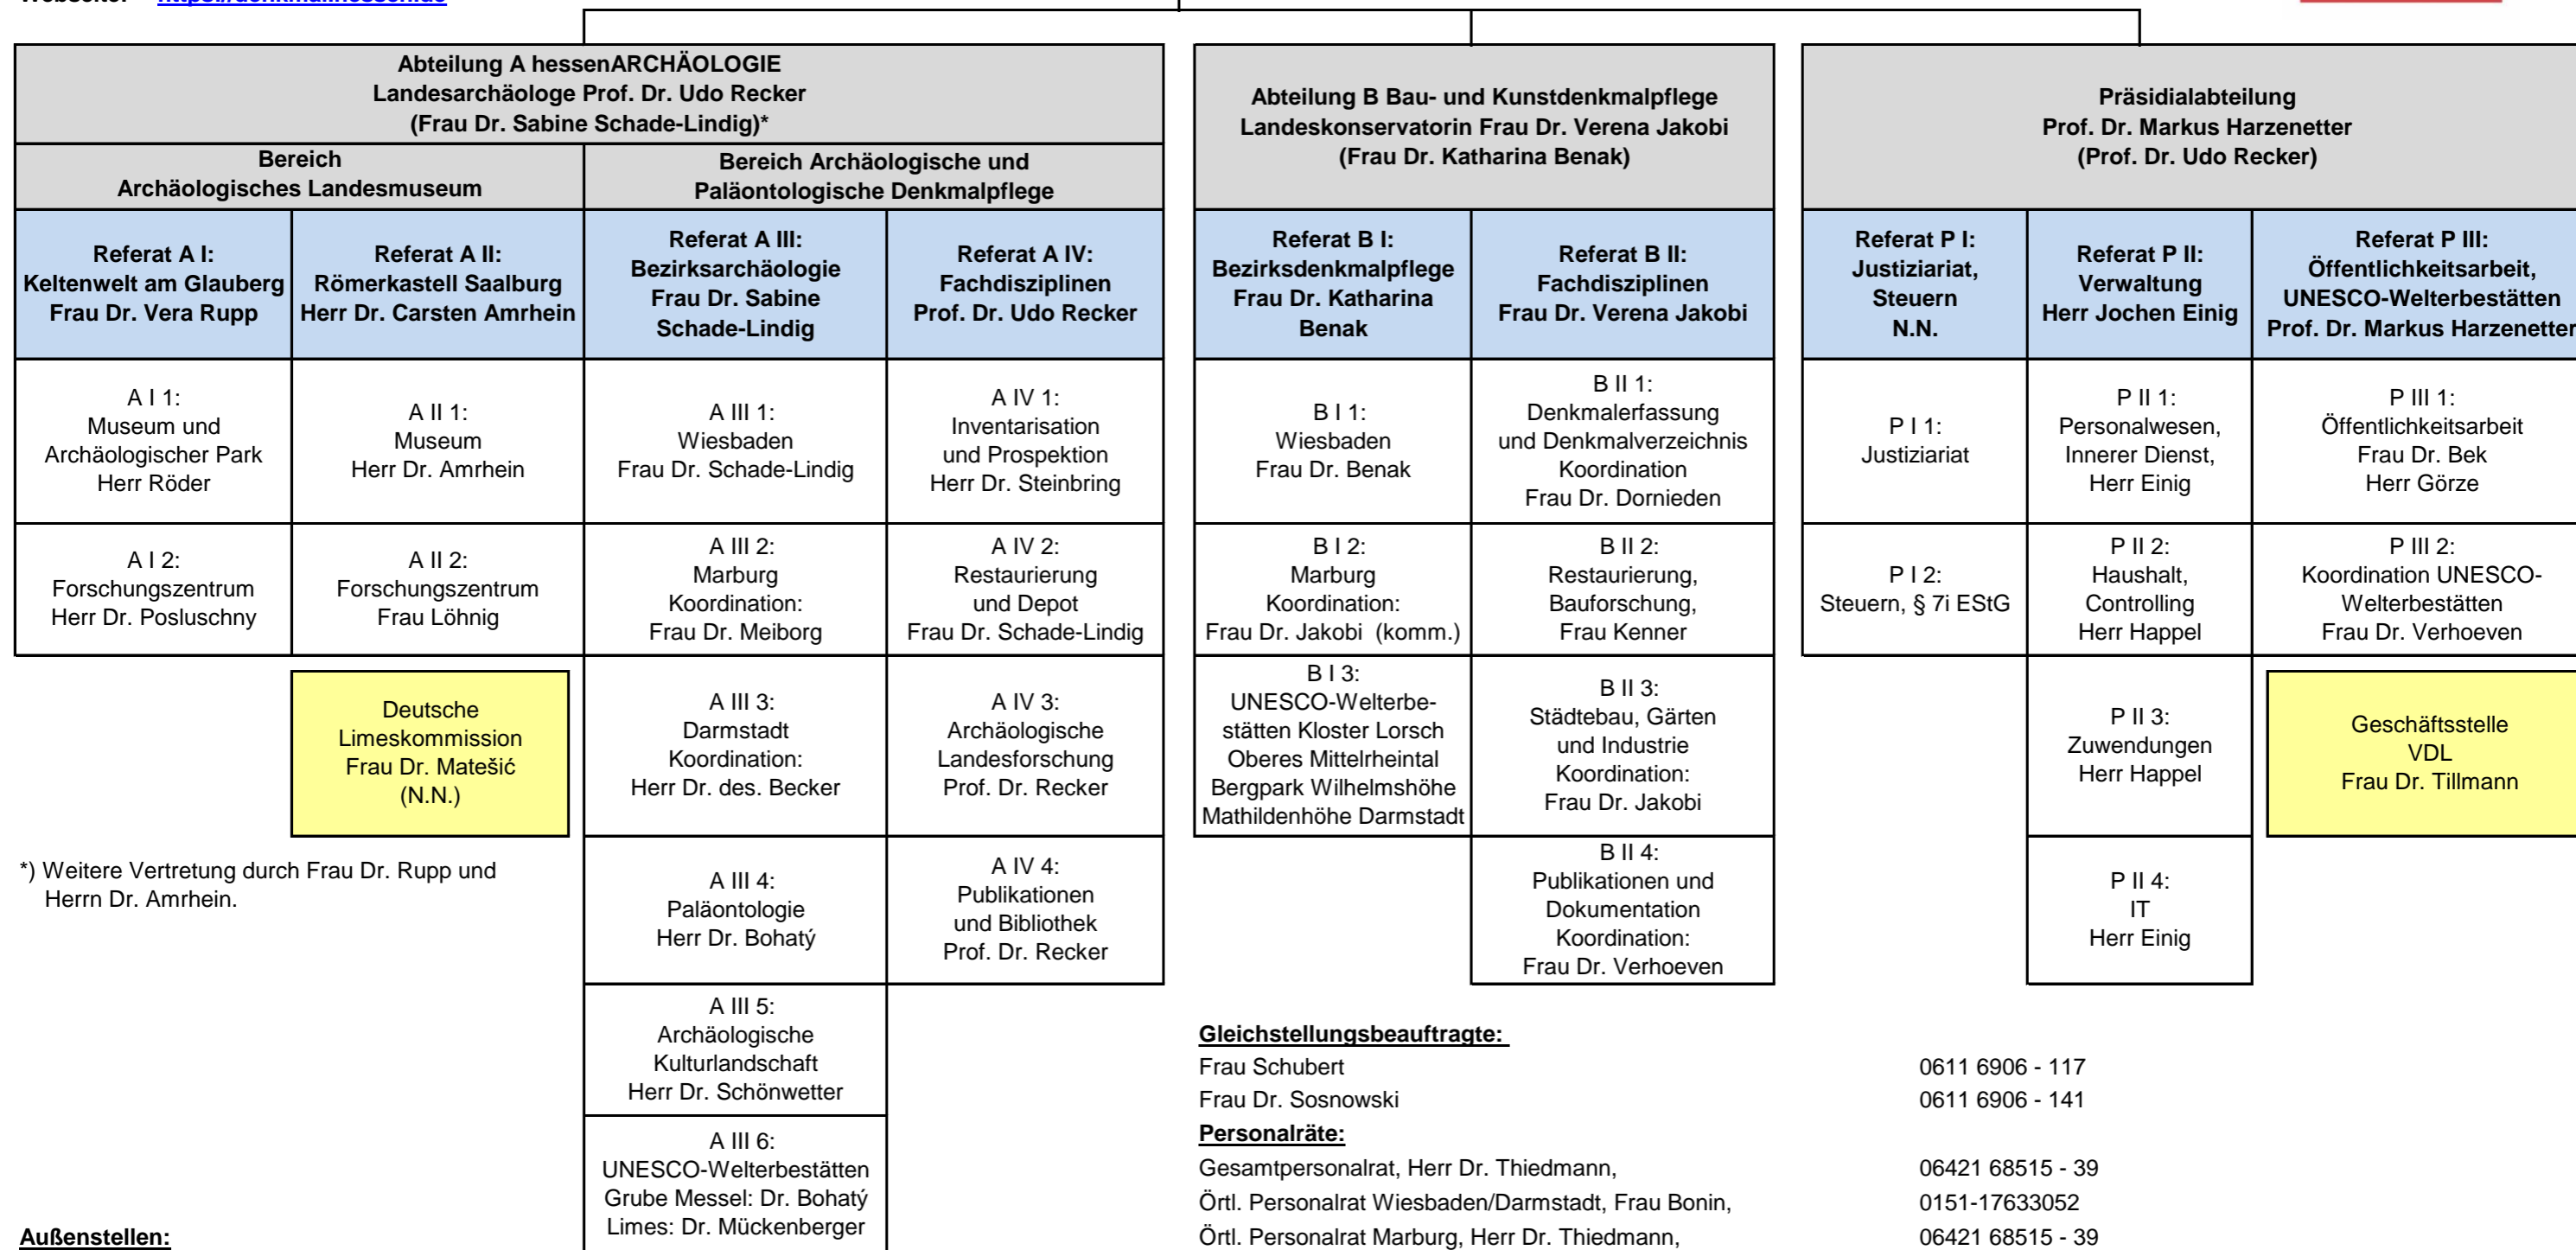 Abteilung A hessenARCHÄOLOGIE
Landesarchäologe Prof. Dr. Udo Recker
(Frau Dr. Sabine Schade-Lindig)*
Bereich
Archäologisches Landesmuseum
Bereich Archäologische und
Paläontologische Denkmalpflege
Referat A I:
Keltenwelt am Glauberg
Frau Dr. Vera Rupp
Referat A II:
Römerkastell Saalburg
Herr Dr. Carsten Amrhein
Referat A III:
Bezirksarchäologie
Frau Dr. Sabine
Schade-Lindig
Referat A IV:
Fachdisziplinen
Prof. Dr. Udo Recker
A I 1:
Museum und
Archäologischer Park
Herr Röder
A II 1:
Museum
Herr Dr. Amrhein
A III 1:
Wiesbaden
Frau Dr. Schade-Lindig
A IV 1:
Inventarisation
und Prospektion
Herr Dr. Steinbring
A I 2:
Forschungszentrum
Herr Dr. Posluschny
A II 2:
Forschungszentrum
Frau Löhnig
A III 2:
Marburg
Koordination:
Frau Dr. Meiborg
A IV 2:
Restaurierung
und Depot
Frau Dr. Schade-Lindig
Deutsche
Limeskommission
Frau Dr. Matešić
(N.N.)
A III 3:
Darmstadt
Koordination:
Herr Dr. des. Becker
A IV 3:
Archäologische
Landesforschung
Prof. Dr. Recker
*) Weitere Vertretung durch Frau Dr. Rupp und
Herrn Dr. Amrhein.
A III 4:
Paläontologie
Herr Dr. Bohatý
A IV 4:
Publikationen
und Bibliothek
Prof. Dr. Recker
A III 5:
Archäologische
Kulturlandschaft
Herr Dr. Schönwetter
A III 6:
UNESCO-Welterbestätten
Grube Messel: Dr. Bohatý
Limes: Dr. Mückenberger
Außenstellen:
Abteilung B Bau- und Kunstdenkmalpflege
Landeskonservatorin Frau Dr. Verena Jakobi
(Frau Dr. Katharina Benak)
Referat B I:
Bezirksdenkmalpflege
Frau Dr. Katharina
Benak
Referat B II:
Fachdisziplinen
Frau Dr. Verena Jakobi
B I 1:
Wiesbaden
Frau Dr. Benak
B II 1:
Denkmalerfassung
und Denkmalverzeichnis
Koordination
Frau Dr. Dornieden
B I 2:
Marburg
Koordination:
Frau Dr. Jakobi (komm.)
B II 2:
Restaurierung,
Bauforschung,
Frau Kenner
B I 3:
UNESCO-Welterbe-
stätten Kloster Lorsch
Oberes Mittelrheintal
Bergpark Wilhelmshöhe
Mathildenhöhe Darmstadt
B II 3:
Städtebau, Gärten
und Industrie
Koordination:
Frau Dr. Jakobi
B II 4:
Publikationen und
Dokumentation
Koordination:
Frau Dr. Verhoeven
Präsidialabteilung
Prof. Dr. Markus Harzenetter
(Prof. Dr. Udo Recker)
Referat P I:
Justiziariat,
Steuern
N.N.
Referat P II:
Verwaltung
Herr Jochen Einig
Referat P III:
Öffentlichkeitsarbeit,
UNESCO-Welterbestätten
Prof. Dr. Markus Harzenetter
P I 1:
Justiziariat
P II 1:
Personalwesen,
Innerer Dienst,
Herr Einig
P III 1:
Öffentlichkeitsarbeit
Frau Dr. Bek
Herr Görze
P I 2:
Steuern, § 7i EStG
P II 2:
Haushalt,
Controlling
Herr Happel
P III 2:
Koordination UNESCO-
Welterbestätten
Frau Dr. Verhoeven
P II 3:
Zuwendungen
Herr Happel
Geschäftsstelle
VDL
Frau Dr. Tillmann
P II 4:
IT
Herr Einig
Gleichstellungsbeauftragte:
Frau Schubert 0611 6906 - 117
Frau Dr. Sosnowski 0611 6906 - 141
Personalräte:
Gesamtpersonalrat, Herr Dr. Thiedmann, 06421 68515 - 39
Örtl. Personalrat Wiesbaden/Darmstadt, Frau Bonin, 0151-17633052
Örtl. Personalrat Marburg, Herr Dr. Thiedmann, 06421 68515 - 39